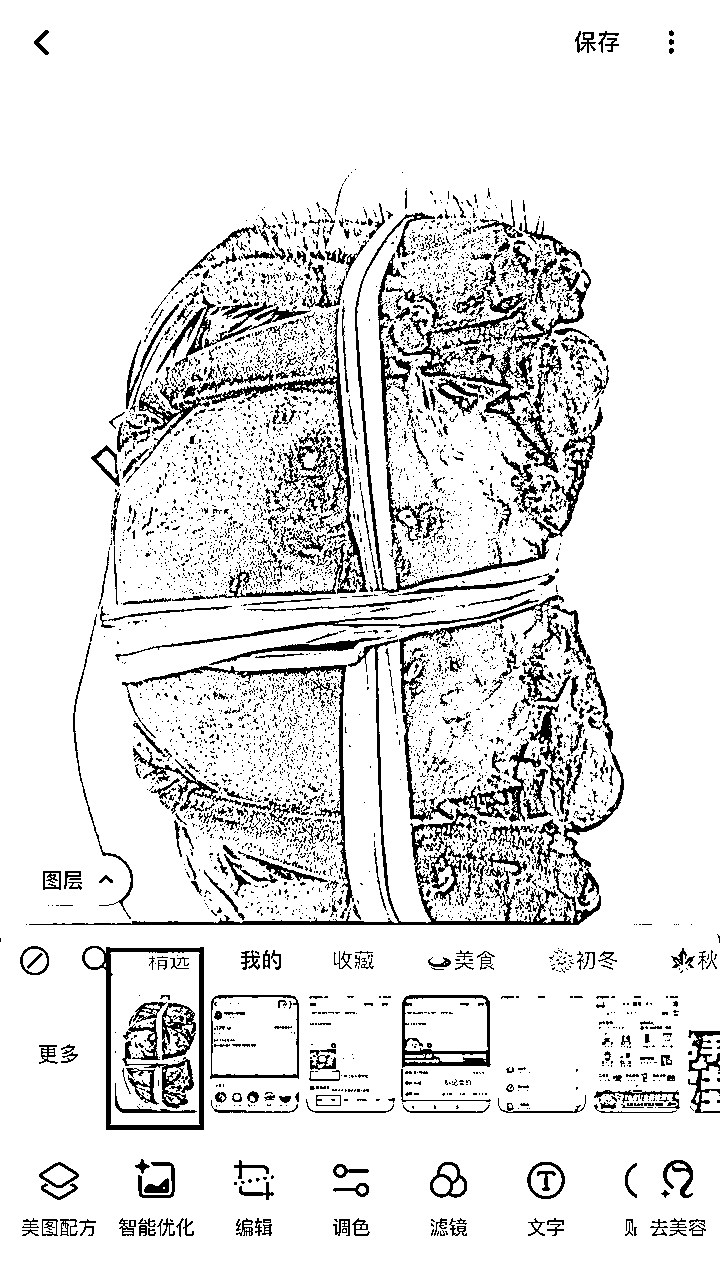 保存
图层
精选 我的 收藏 美食 初冬 秋
更多
美图配方 智能优化 编辑 调色 滤镜 文字 去美容